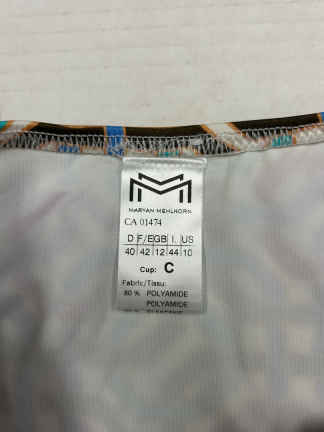 MARYAN MEHLHORN
CA 01474
D F/E GB I. US
40 42 12 44 10
Cup: C
Fabric/Tissu:
80 % POLYAMIDE
POLYAMIDE